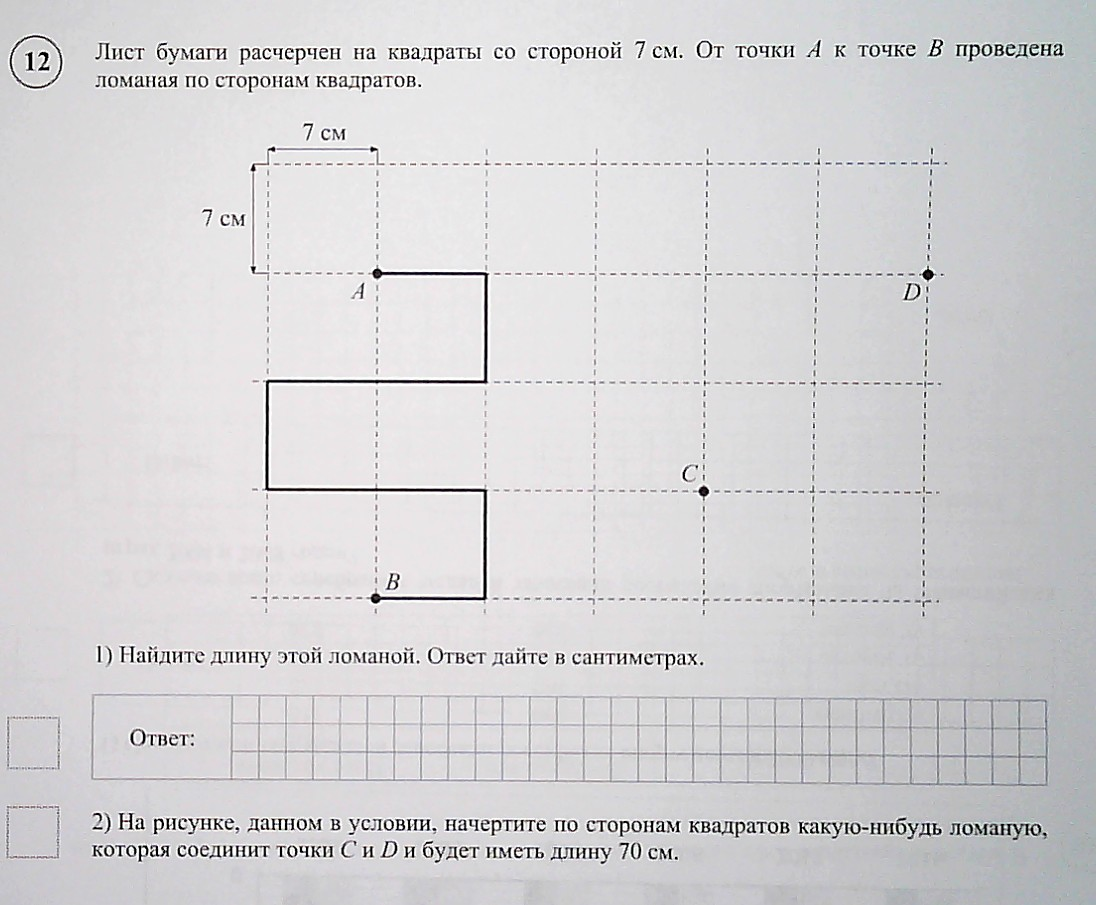 12
Лист бумаги расчерчен на квадраты со стороной 7 см. От точки A к точке B проведена
ломаная по сторонам квадратов.
7 см
7 см
A
D
C
B
1) Найдите длину этой ломаной. Ответ дайте в сантиметрах.
Ответ:
2) На рисунке, данном в условии, начертите по сторонам квадратов какую-нибудь ломаную,
которая соединит точки C и D и будет иметь длину 70 см.